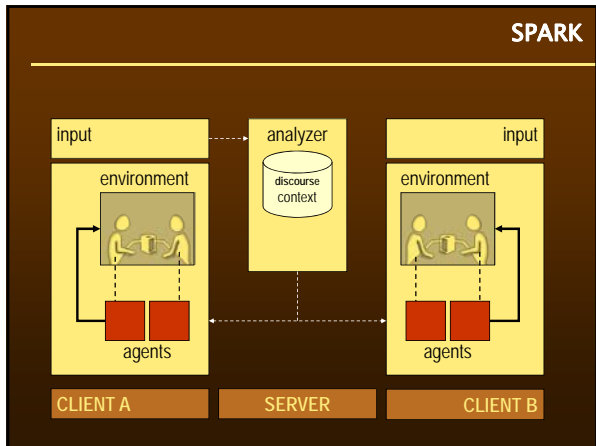 SPARK
input
analyzer
input
environment
discourse
context
environment
agents
agents
CLIENT A
SERVER
CLIENT B